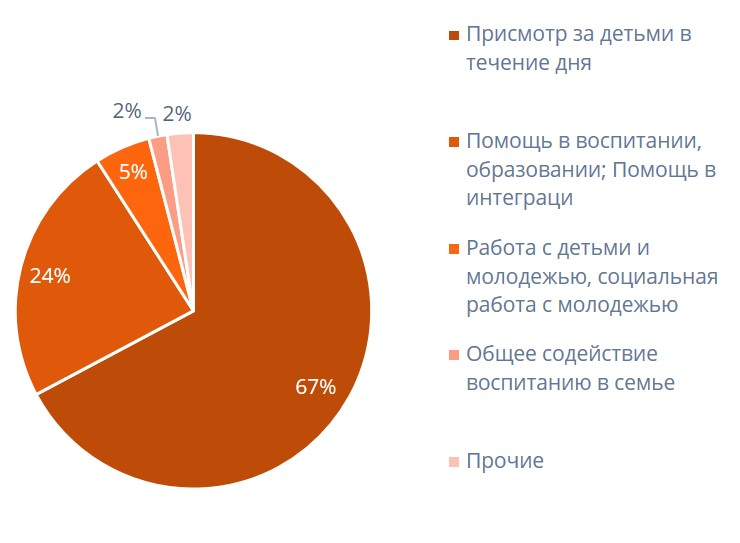 Присмотр за детьми в
течение дня
2%
2%
Помощь в воспитании,
образовании; Помощь в
интеграци
5%
24%
Работа с детьми и
молодежью, социальная
работа с молодежью
67%
Общее содействие
воспитанию в семье
Прочие